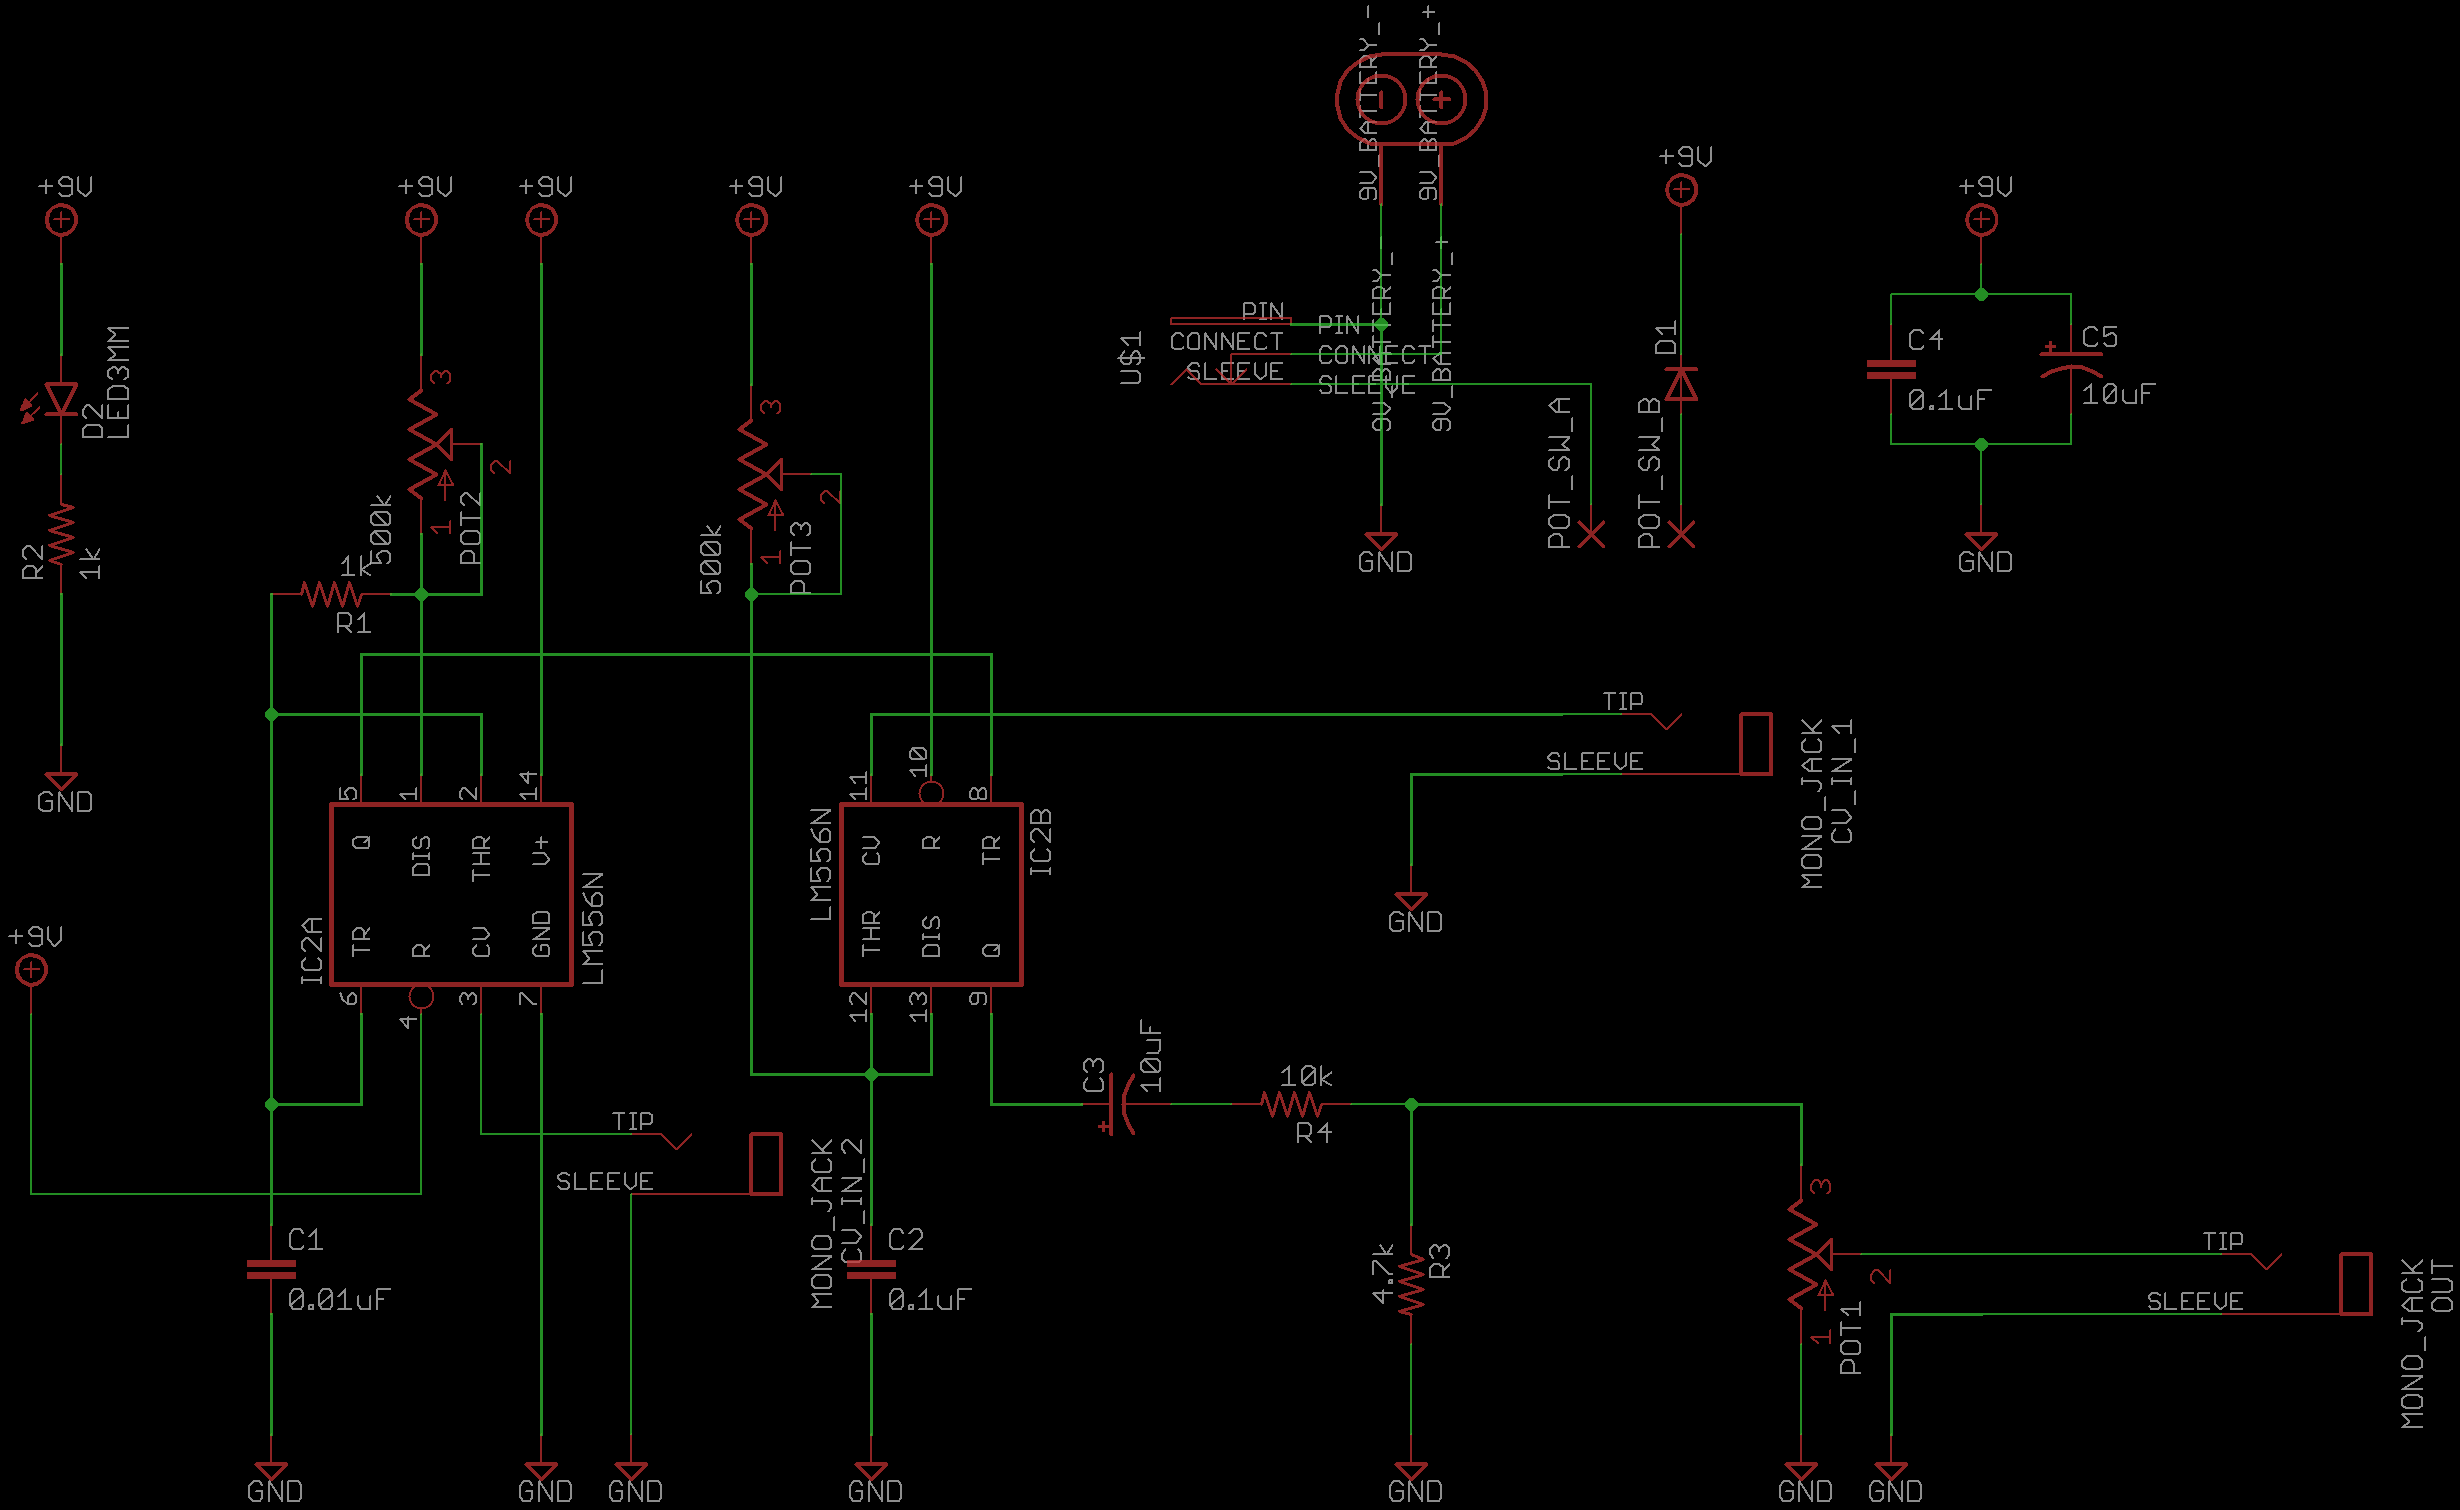 9V_BATTERY_-
9V_BATTERY_+
+9V
+9V
+9V
+9V
+9V
+9V
+9V
9V_BATTERY_-
9V_BATTERY_+
PIN
PIN
CONNECT
CONNECT
SLEEVE
SLEEVE
U$1
D1
C4
0.1uF
C5
10uF
D2
LED3MM
3
2
1
500k
POT2
3
2
1
500k
POT3
POT_SW_A
POT_SW_B
GND
GND
R2
1k
1k
R1
TIP
SLEEVE
MONO_JACK
CV_IN_1
GND
GND
5
1
2
14
Q
DIS
THR
V+
TR
R
CV
GND
IC2A
LM556N
6
4
3
7
11
10
8
LM556N
IC2B
CV
R
TR
THR
DIS
Q
12
13
9
+9V
C3
10uF
10k
R4
TIP
SLEEVE
MONO_JACK
CV_IN_2
C1
0.01uF
C2
0.1uF
4.7k
R3
3
2
1
POT1
TIP
SLEEVE
MONO_JACK
OUT
GND
GND
GND
GND
GND
GND
GND